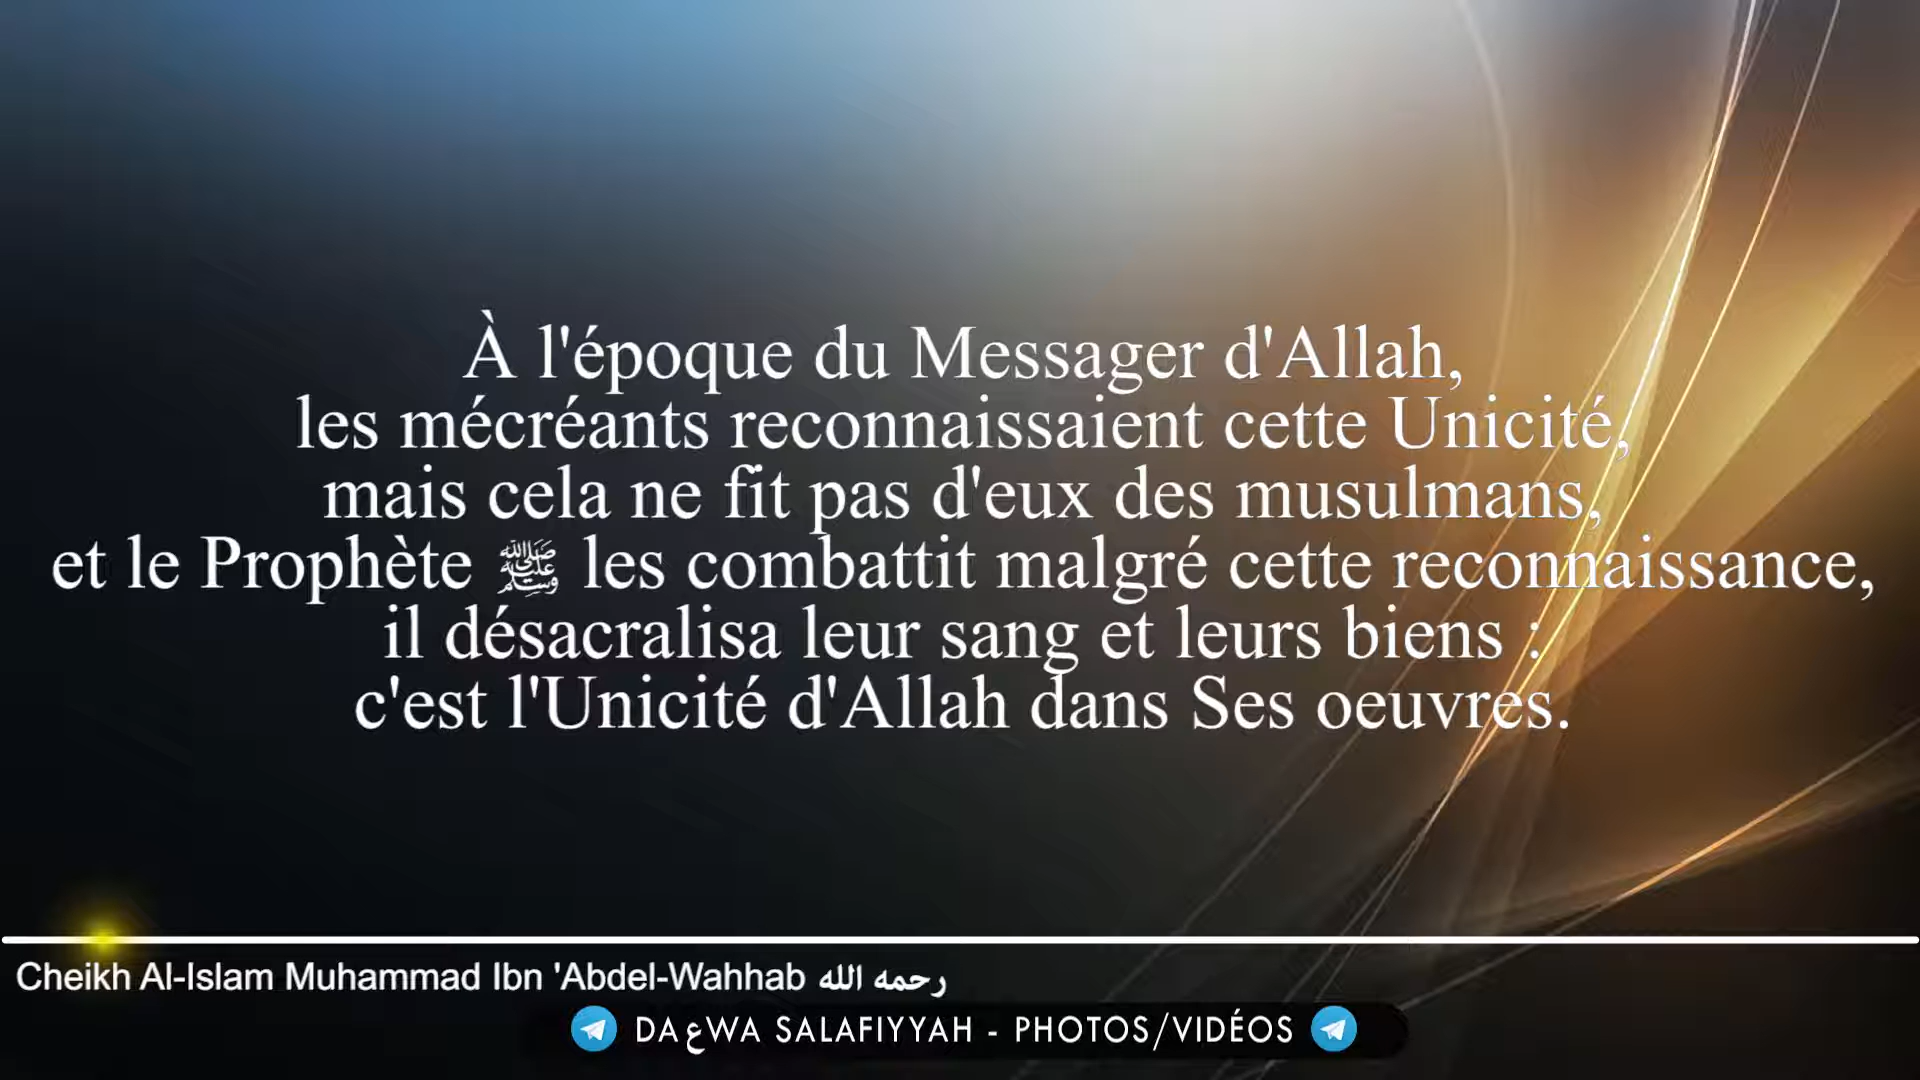 À l'époque du Messager d'Allah,
les mécréants reconnaissaient cette Unicité,
mais cela ne fit pas d'eux des musulmans,
et le Prophète ﷺ les combattit malgré cette reconnaissance,
il désacralisa leur sang et leurs biens :
c'est l'Unicité d'Allah dans Ses oeuvres.
Cheikh Al-Islam Muhammad Ibn 'Abdel-Wahhab رحمه الله
DAعWA SALAFIYYAH - PHOTOS/VIDÉOS